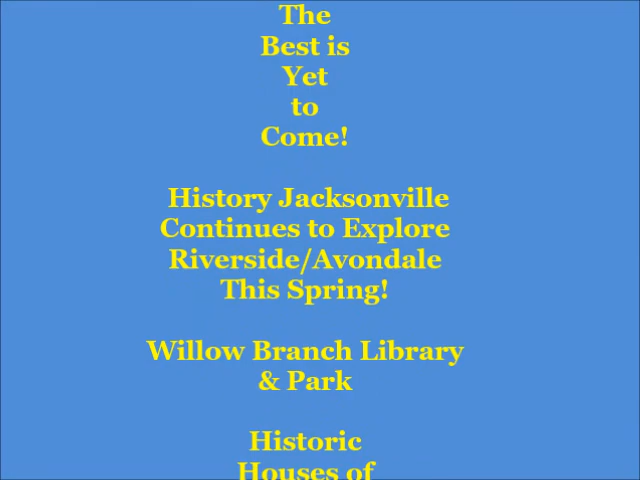 The
Best is
Yet
to
Come!
History Jacksonville
Continues to Explore
Riverside/Avondale
This Spring!
Willow Branch Library
& Park
Historic
Houses of